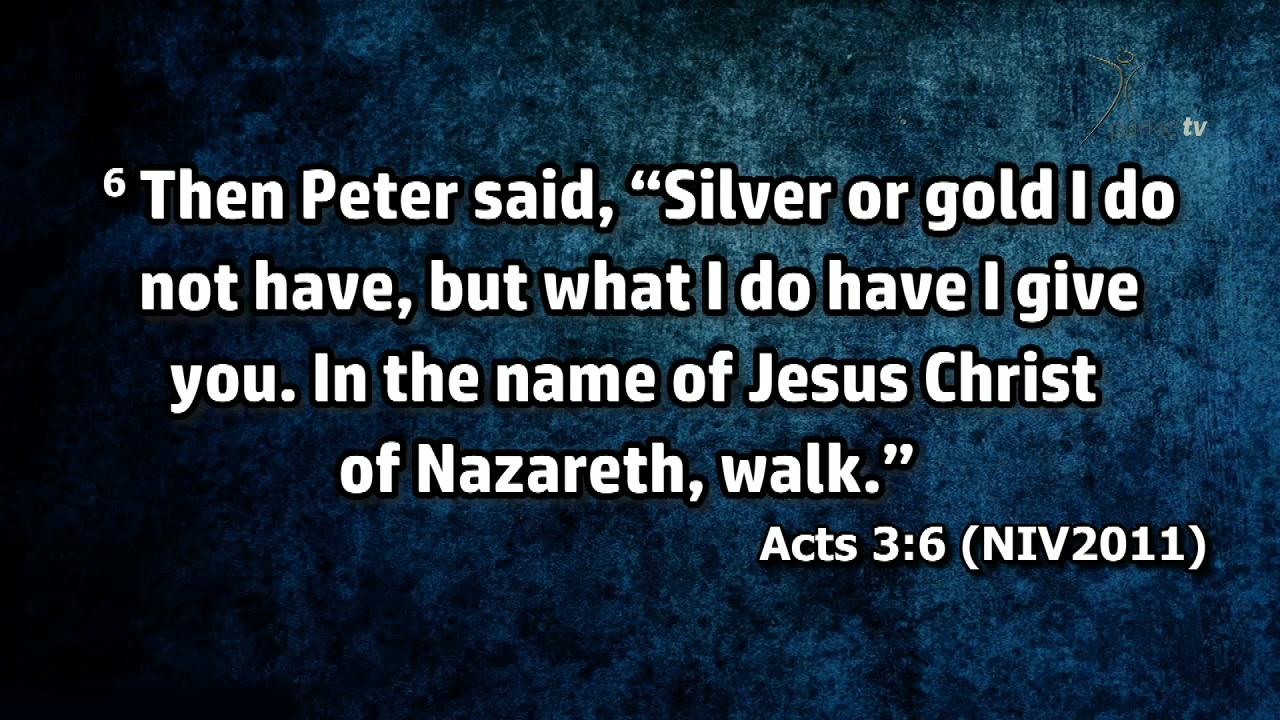 tv
⁶ Then Peter said, “Silver or gold I do
not have, but what I do have I give
you. In the name of Jesus Christ
of Nazareth, walk.”
Acts 3:6 (NIV2011)